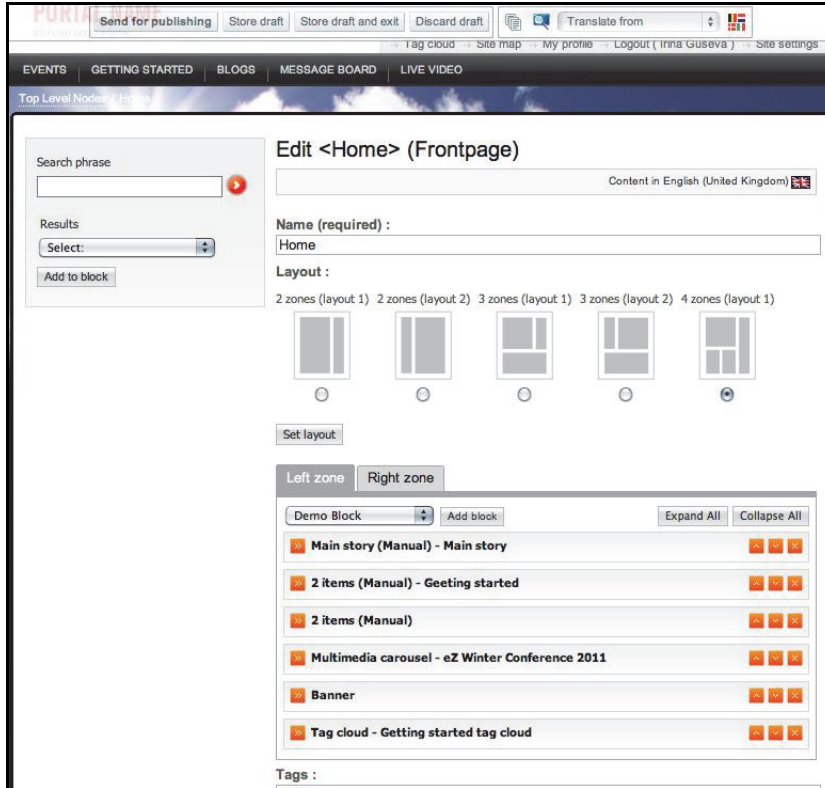 PORTAL NAME
Send for publishing Store draft Store draft and exit Discard draft Translate from
Tag cloud Site map My profile Logout ( Irina Guseva ) Site settings
EVENTS GETTING STARTED BLOGS MESSAGE BOARD LIVE VIDEO
Top Level Nodes / Home
Edit <Home> (Frontpage)
Search phrase
Content in English (United Kingdom)
Results
Select:
Add to block
Name (required) :
Home
Layout :
2 zones (layout 1) 2 zones (layout 2) 3 zones (layout 1) 3 zones (layout 2) 4 zones (layout 1)
Set layout
Left zone Right zone
Demo Block Add block Expand All Collapse All
Main story (Manual) - Main story
2 items (Manual) - Geeting started
2 items (Manual)
Multimedia carousel - eZ Winter Conference 2011
Banner
Tag cloud - Getting started tag cloud
Tags :